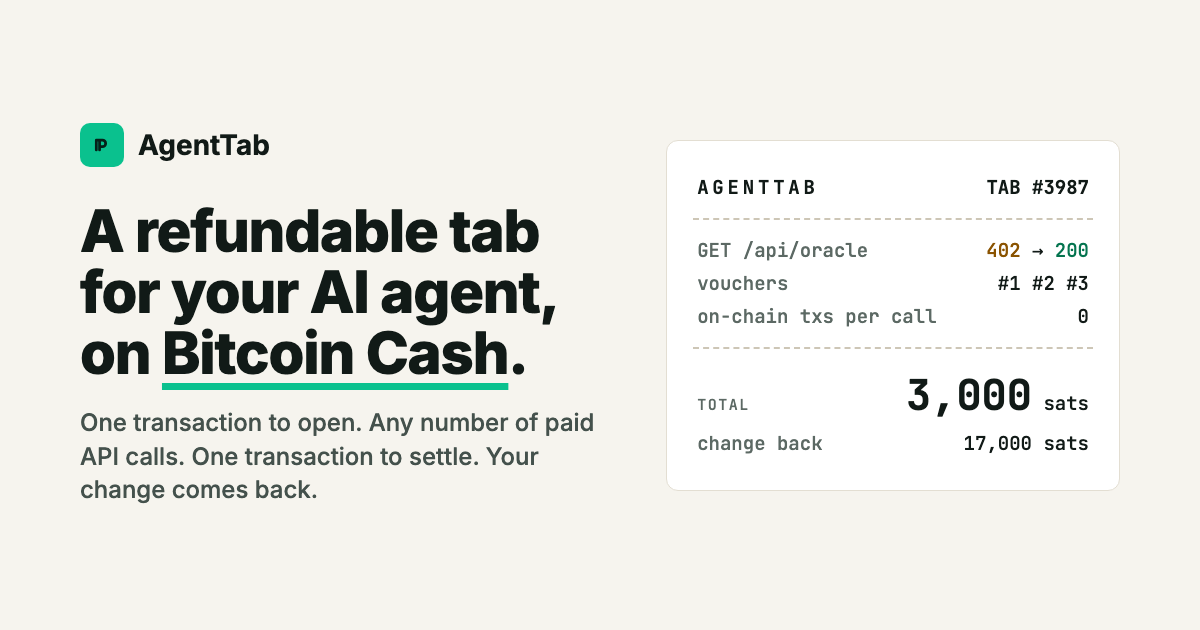 AgentTab
A refundable tab
for your AI agent,
on Bitcoin Cash.
One transaction to open. Any number of paid
API calls. One transaction to settle. Your
change comes back.
AGENTTAB TAB #3987
GET /api/oracle 402 → 200
vouchers #1 #2 #3
on-chain txs per call 0
TOTAL 3,000 sats
change back 17,000 sats